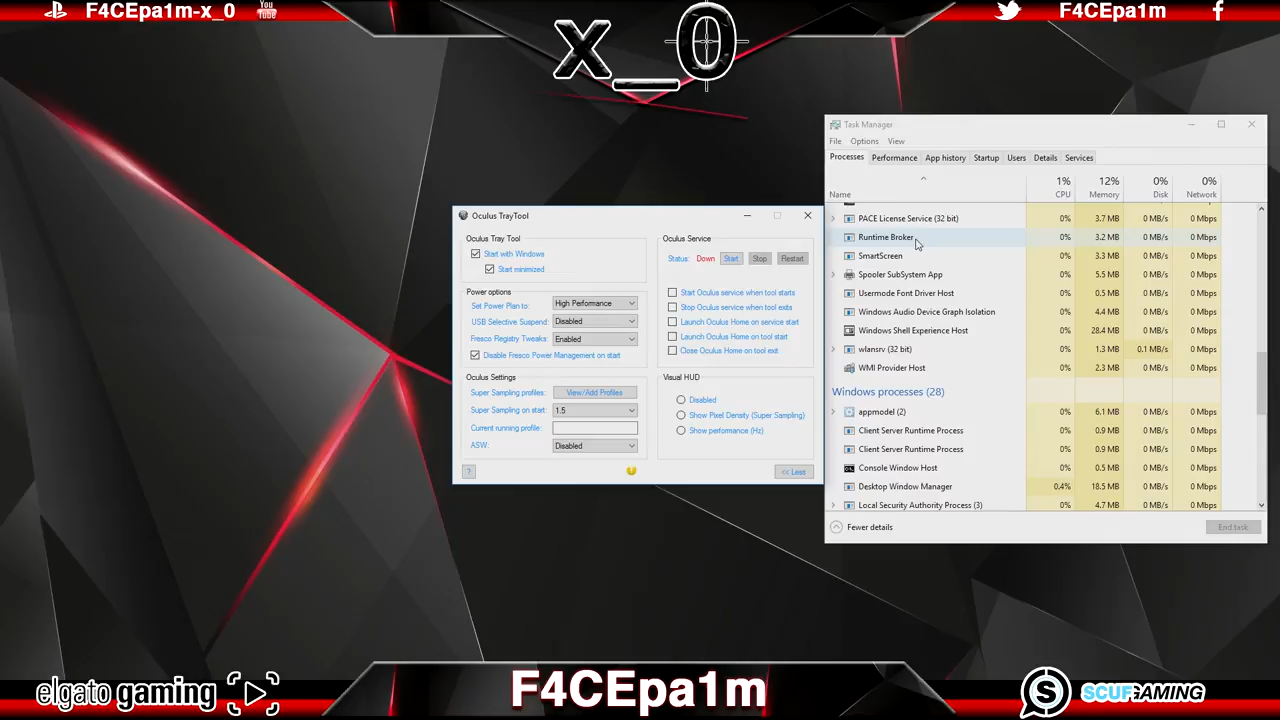 F4CEpa1m-x_0
You
Tube
x_0
F4CEpa1m
Oculus TrayTool
Oculus Tray Tool
Start with Windows
Start minimized
Power options
Set Power Plan to: High Performance
USB Selective Suspend: Disabled
Fresco Registry Tweaks: Enabled
Disable Fresco Power Management on start
Oculus Settings
Super Sampling profiles: View/Add Profiles
Super Sampling on start: 1.5
Current running profile:
ASW: Disabled
?
Oculus Service
Status: Down Start Stop Restart
Start Oculus service when tool starts
Stop Oculus service when tool exits
Launch Oculus Home on service start
Launch Oculus Home on tool start
Close Oculus Home on tool exit
Visual HUD
Disabled
Show Pixel Density (Super Sampling)
Show performance (Hz)
<< Less
Task Manager
File Options View
Processes Performance App history Startup Users Details Services
1% 12% 0% 0%
Name CPU Memory Disk Network
PACE License Service (32 bit) 0% 3.7 MB 0 MB/s 0 Mbps
Runtime Broker 0% 3.2 MB 0 MB/s 0 Mbps
SmartScreen 0% 3.3 MB 0 MB/s 0 Mbps
Spooler SubSystem App 0% 5.5 MB 0 MB/s 0 Mbps
Usermode Font Driver Host 0% 0.5 MB 0 MB/s 0 Mbps
Windows Audio Device Graph Isolation 0% 4.4 MB 0 MB/s 0 Mbps
Windows Shell Experience Host 0% 28.4 MB 0 MB/s 0 Mbps
wlansrv (32 bit) 0% 1.3 MB 0.1 MB/s 0 Mbps
WMI Provider Host 0% 2.3 MB 0 MB/s 0 Mbps
Windows processes (28)
appmodel (2) 0% 6.1 MB 0 MB/s 0 Mbps
Client Server Runtime Process 0% 0.9 MB 0 MB/s 0 Mbps
Client Server Runtime Process 0% 0.9 MB 0 MB/s 0 Mbps
Console Window Host 0% 0.5 MB 0 MB/s 0 Mbps
Desktop Window Manager 0.4% 18.5 MB 0 MB/s 0 Mbps
Local Security Authority Process (3) 0% 4.7 MB 0 MB/s 0 Mbps
Fewer details End task
elgato gaming
F4CEpa1m
S SCUFGAMING